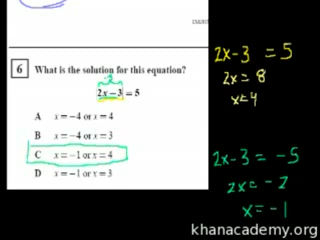 6 What is the solution for this equation?
2
2x – 3 = 5
A x = –4 or x = 4
B x = –4 or x = 3
C x = –1 or x = 4
D x = –1 or x = 3
2x-3 = 5
2x = 8
x=4
2x-3 = -5
2x = -2
x = -1
khanacademy.org